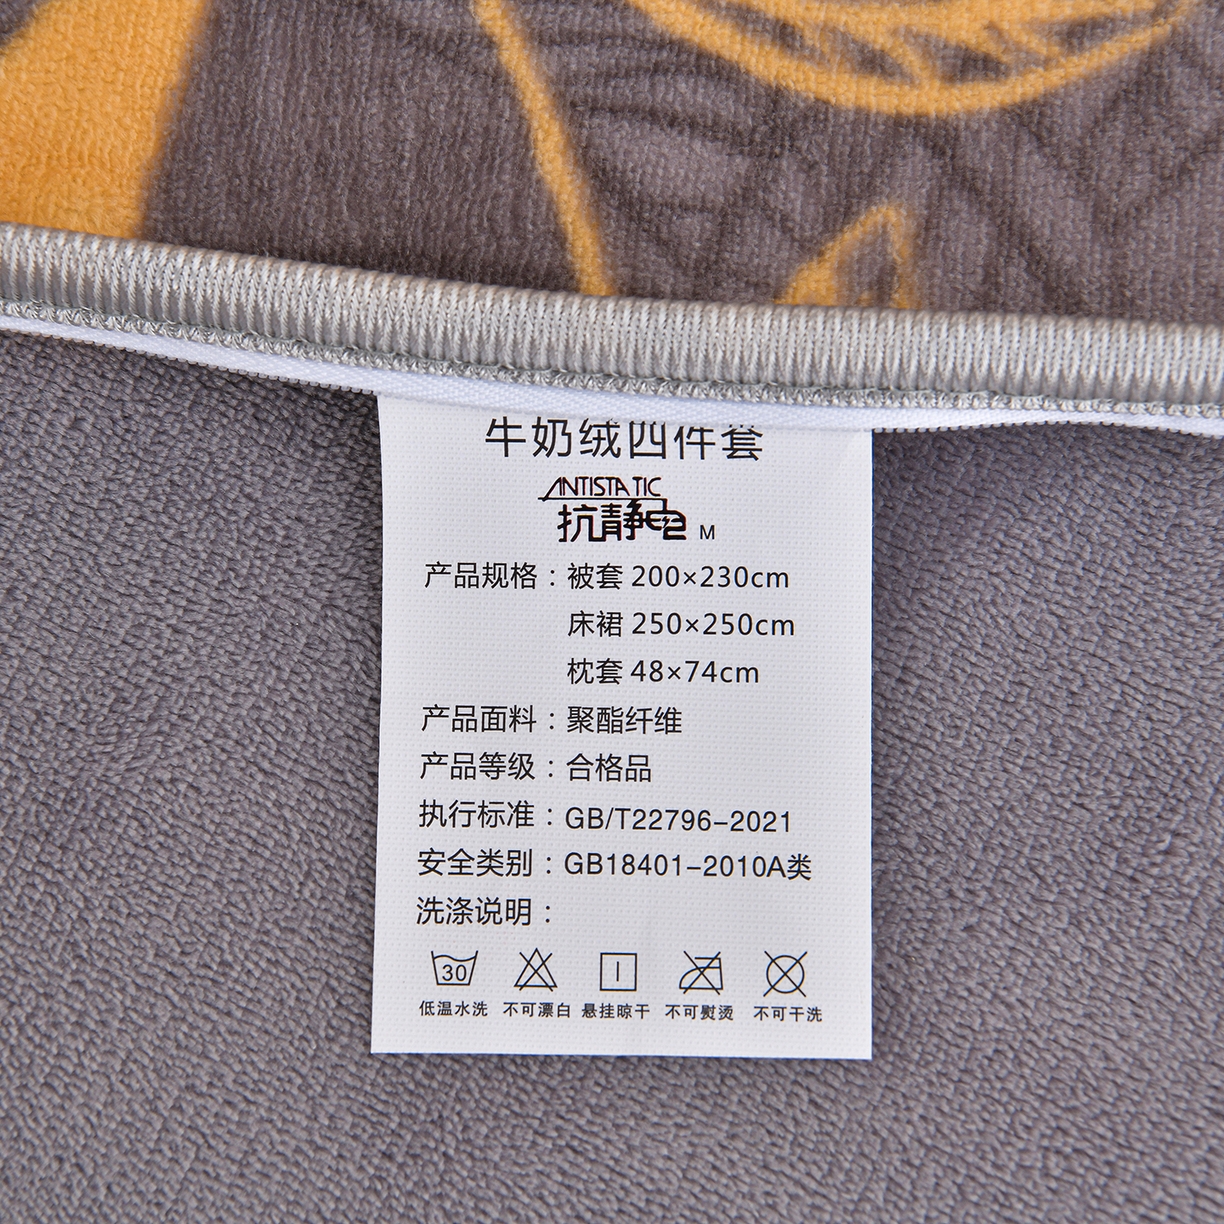 牛奶绒四件套
ANTISTATIC
抗静电 M
产品规格：被套 200×230cm
床裙 250×250cm
枕套 48×74cm
产品面料：聚酯纤维
产品等级：合格品
执行标准：GB/T22796-2021
安全类别：GB18401-2010A类
洗涤说明：
30
低温水洗 不可漂白 悬挂晾干 不可熨烫 不可干洗